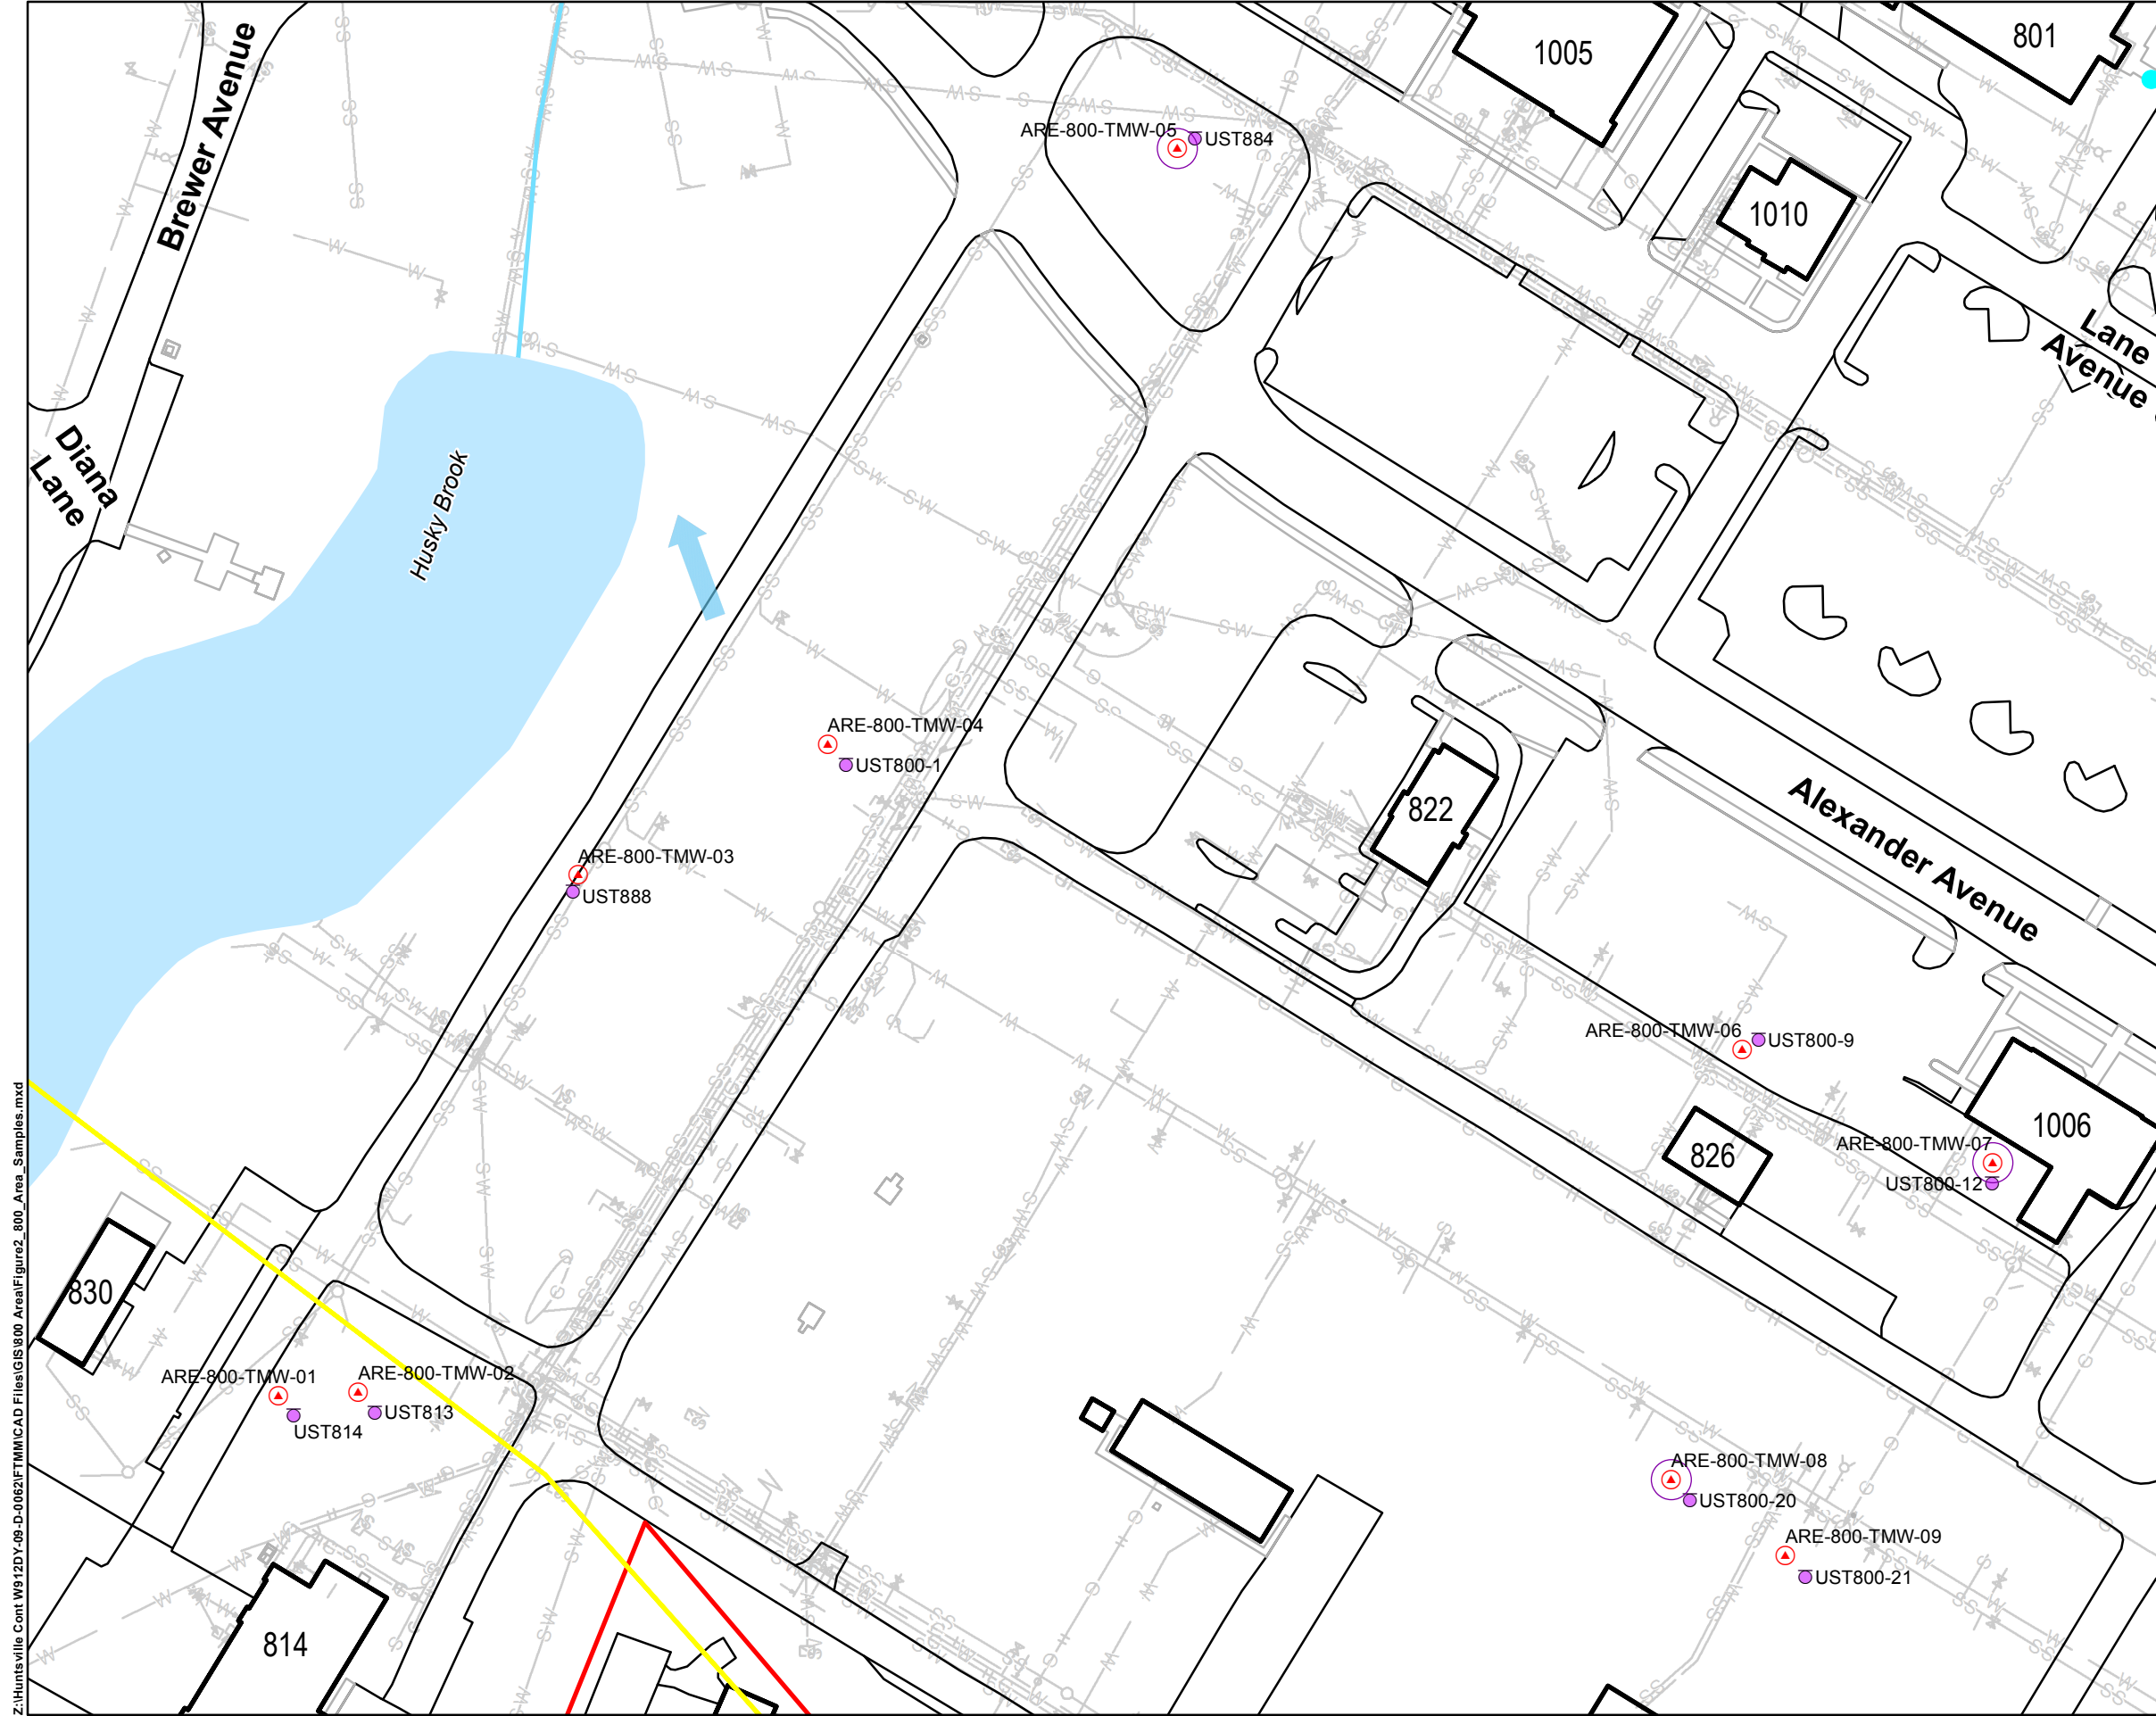 801
1005
Brewer Avenue
ARE-800-TMW-05
UST884
1010
Lane
Avenue
Diana
Lane
Husky Brook
ARE-800-TMW-04
UST800-1
Alexander Avenue
822
ARE-800-TMW-03
UST888
ARE-800-TMW-06
UST800-9
1006
826
ARE-800-TMW-07
UST800-12
830
ARE-800-TMW-01
ARE-800-TMW-02
UST813
UST814
ARE-800-TMW-08
UST800-20
ARE-800-TMW-09
UST800-21
814
Z:\Huntsville Cont W912DY-09-D-0062\FTMM\CAD Files\GIS\800 Area\Figure2_800_Area_Samples.mxd